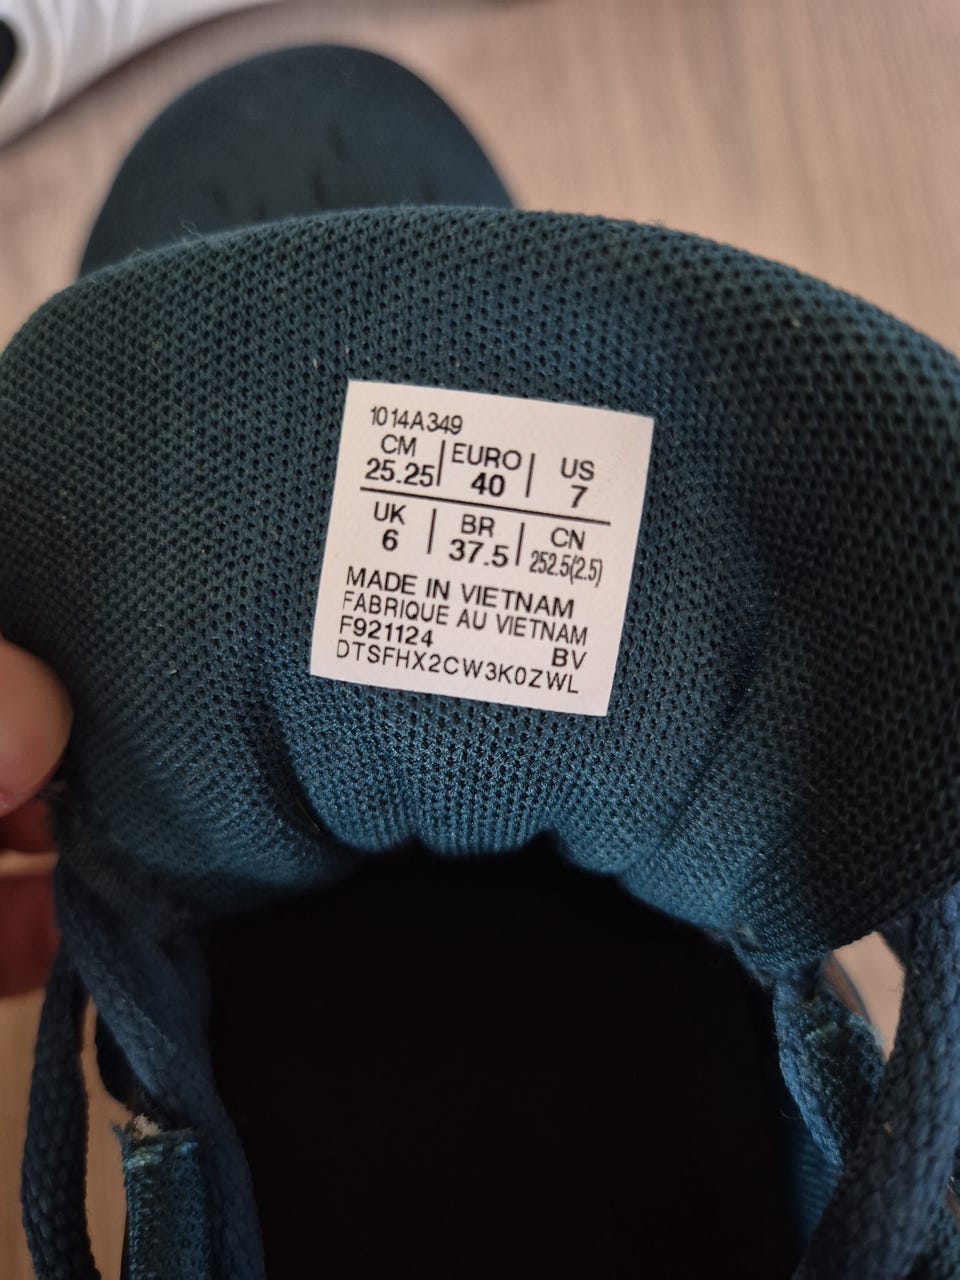 1014A349
CM | EURO | US
25.25 | 40 | 7
UK | BR | CN
6 | 37.5 | 252.5(2.5)
MADE IN VIETNAM
FABRIQUE AU VIETNAM
F921124 BV
DTSFHX2CW3K0ZWL